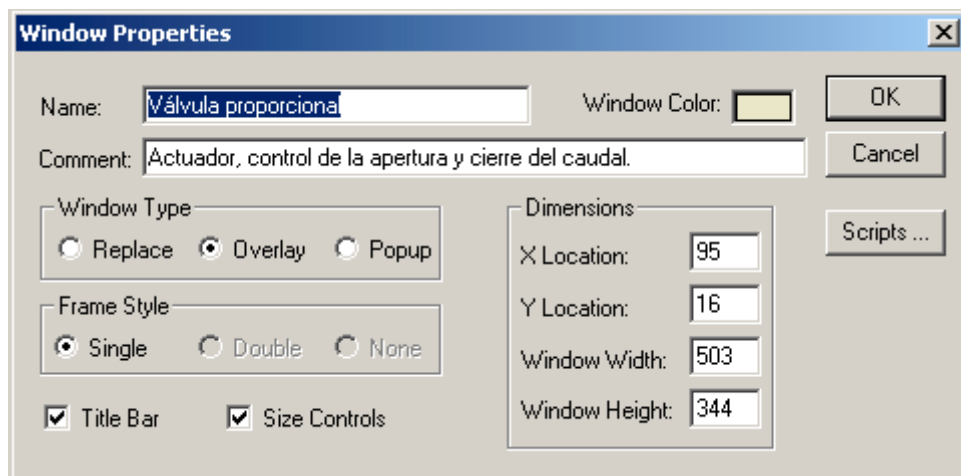 Window Properties
Name: Válvula proporcional
Window Color:
OK
Comment: Actuador, control de la apertura y cierre del caudal.
Cancel
Window Type
Replace Overlay Popup
Dimensions
X Location: 95
Scripts ...
Y Location: 16
Frame Style
Single Double None
Window Width: 503
Title Bar Size Controls
Window Height: 344